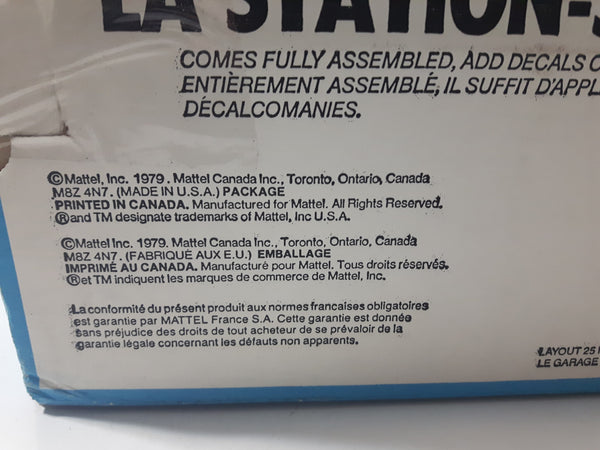 LA STATION-S
COMES FULLY ASSEMBLED, ADD DECALS O
ENTIÈREMENT ASSEMBLÉ, IL SUFFIT D'APPL
DÉCALCOMANIES.
©Mattel, Inc. 1979. Mattel Canada Inc., Toronto, Ontario, Canada
M8Z 4N7. (MADE IN U.S.A.) PACKAGE
PRINTED IN CANADA. Manufactured for Mattel. All Rights Reserved.
®and TM designate trademarks of Mattel, Inc U.S.A.
©Mattel Inc. 1979. Mattel Canada Inc., Toronto, Ontario, Canada
M8Z 4N7. (FABRIQUÉ AUX E.U.) EMBALLAGE
IMPRIMÉ AU CANADA. Manufacturé pour Mattel. Tous droits réservés.
®et TM indiquent les marques de commerce de Mattel, Inc.
La conformité du présent produit aux normes francaises obligatoires
est garantie par MATTEL France S.A. Cette garantie est donnée
sans préjudice des droits de tout acheteur de se prévaloir de la
garantie légale concernant les défauts non apparents.
LAYOUT 25
LE GARAGE